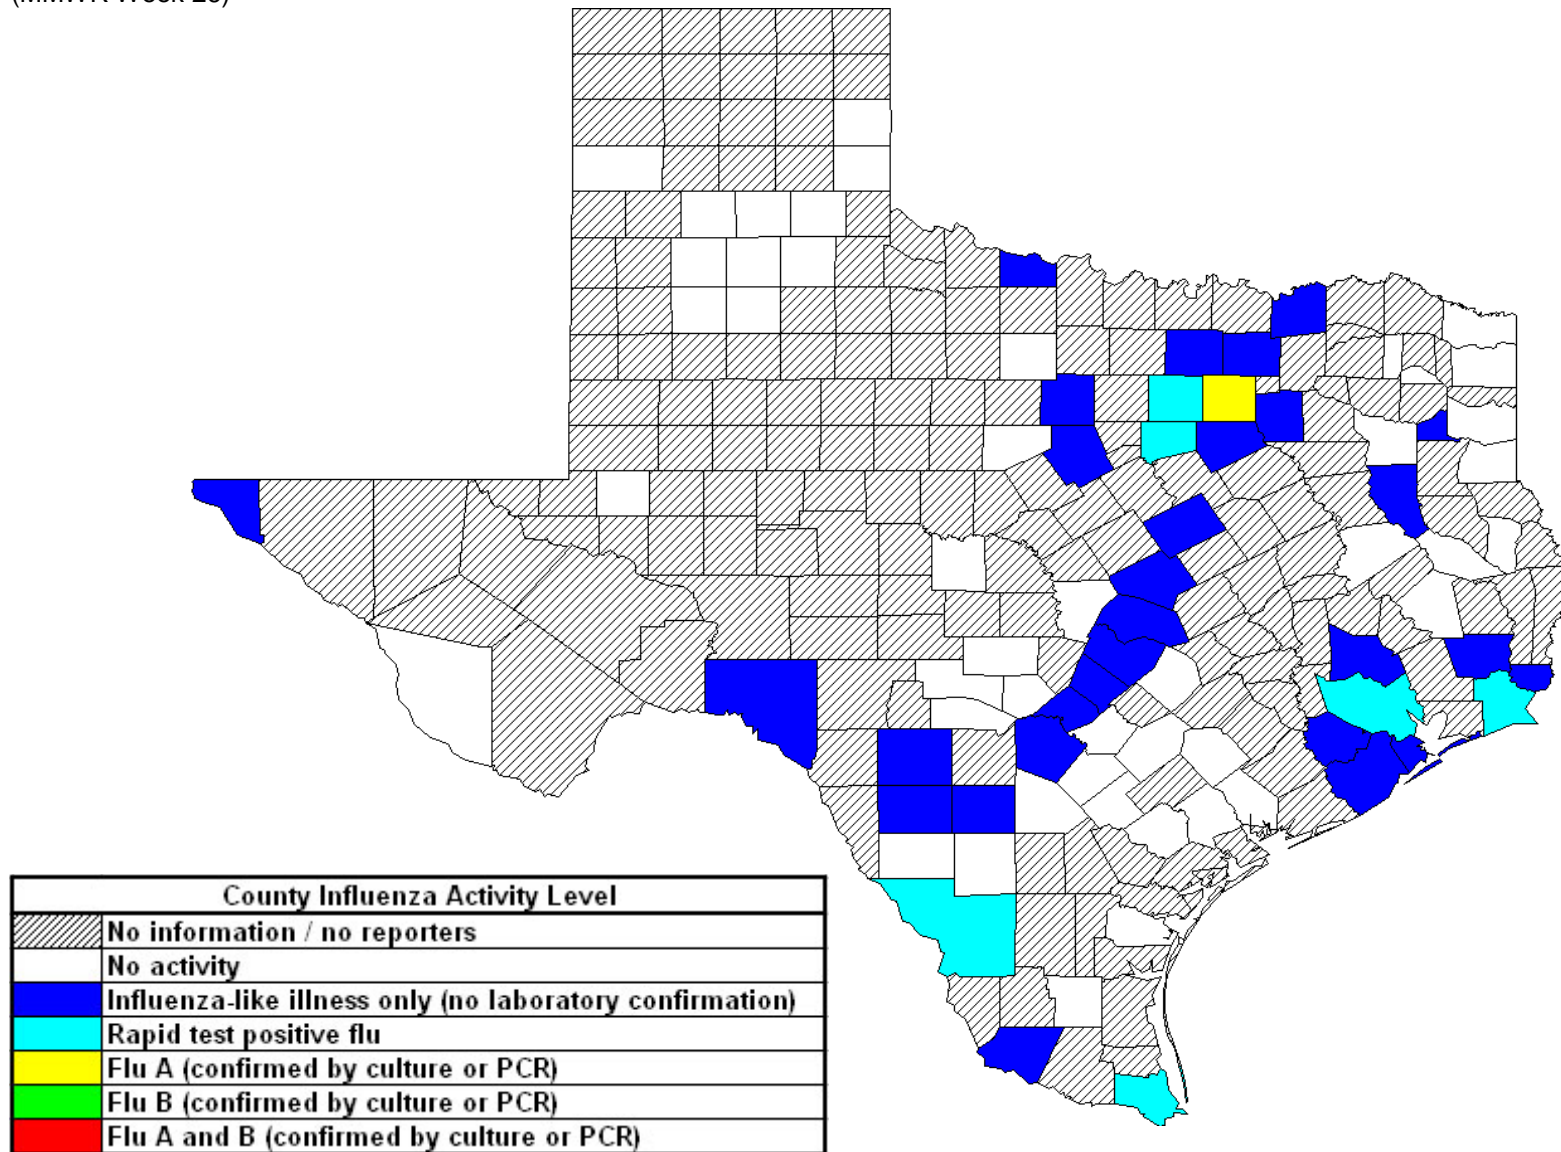 County Influenza Activity Level
No information / no reporters
No activity
Influenza-like illness only (no laboratory confirmation)
Rapid test positive flu
Flu A (confirmed by culture or PCR)
Flu B (confirmed by culture or PCR)
Flu A and B (confirmed by culture or PCR)